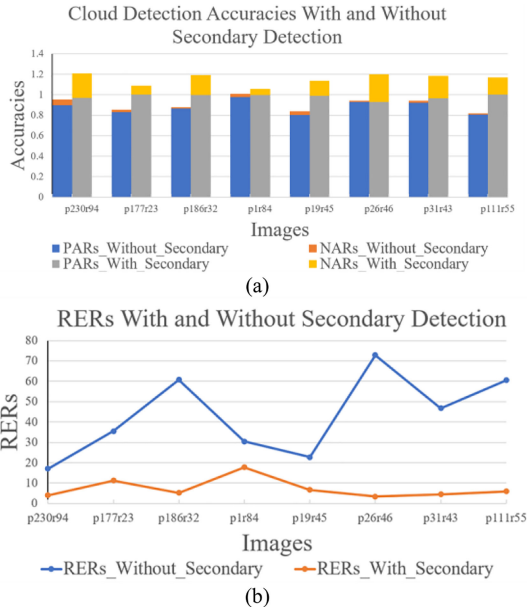 Cloud Detection Accuracies With and Without
Secondary Detection
Accuracies
1.4
1.2
1
0.8
0.6
0.4
0.2
0
p230r94 p177r23 p186r32 p1r84 p19r45 p26r46 p31r43 p111r55
Images
PARs_Without_Secondary NARs_Without_Secondary
PARs_With_Secondary NARs_With_Secondary
(a)
RERs With and Without Secondary Detection
RERs
80
70
60
50
40
30
20
10
0
p230r94 p177r23 p186r32 p1r84 p19r45 p26r46 p31r43 p111r55
Images
RERs_Without_Secondary RERs_With_Secondary
(b)